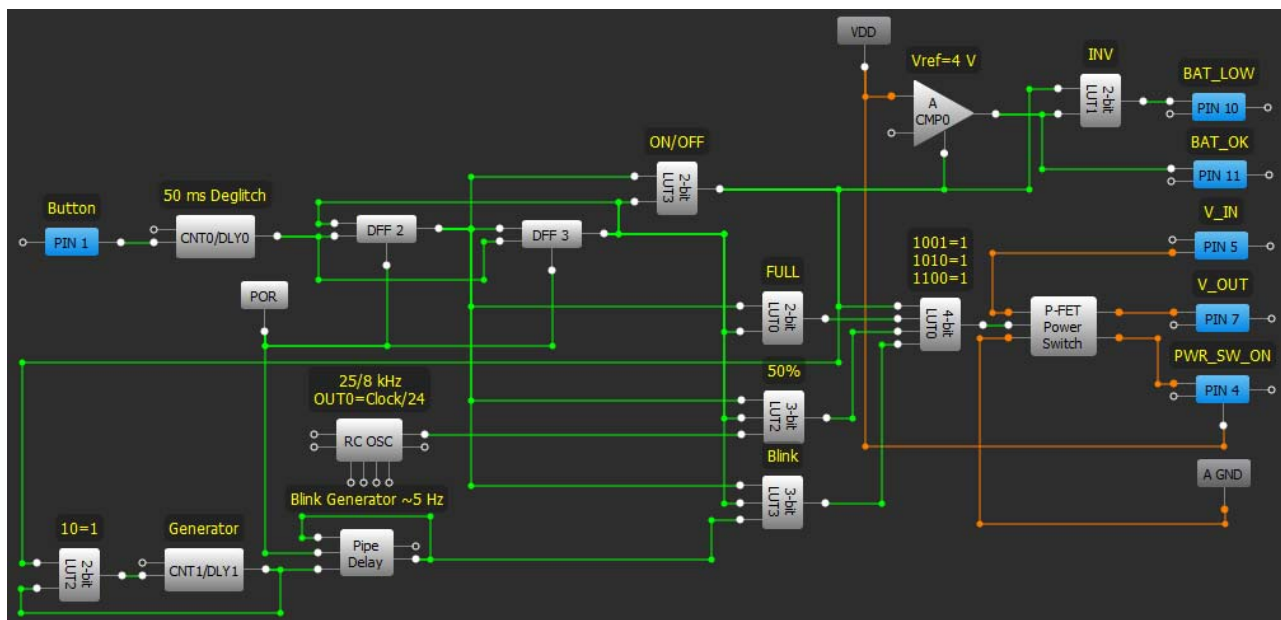 VDD
Vref=4 V
INV
BAT_LOW
A
CMP0
2-bit
LUT1
PIN 10
ON/OFF
BAT_OK
2-bit
LUT3
PIN 11
50 ms Deglitch
Button
V_IN
PIN 1
CNT0/DLY0
DFF 2
DFF 3
PIN 5
1001=1
1010=1
1100=1
FULL
V_OUT
POR
2-bit
LUT0
4-bit
LUT0
P-FET
Power
Switch
PIN 7
PWR_SW_ON
50%
25/8 kHz
OUT0=Clock/24
PIN 4
3-bit
LUT2
RC OSC
Blink
A GND
Blink Generator ~5 Hz
3-bit
LUT3
10=1
Generator
2-bit
LUT2
CNT1/DLY1
Pipe
Delay